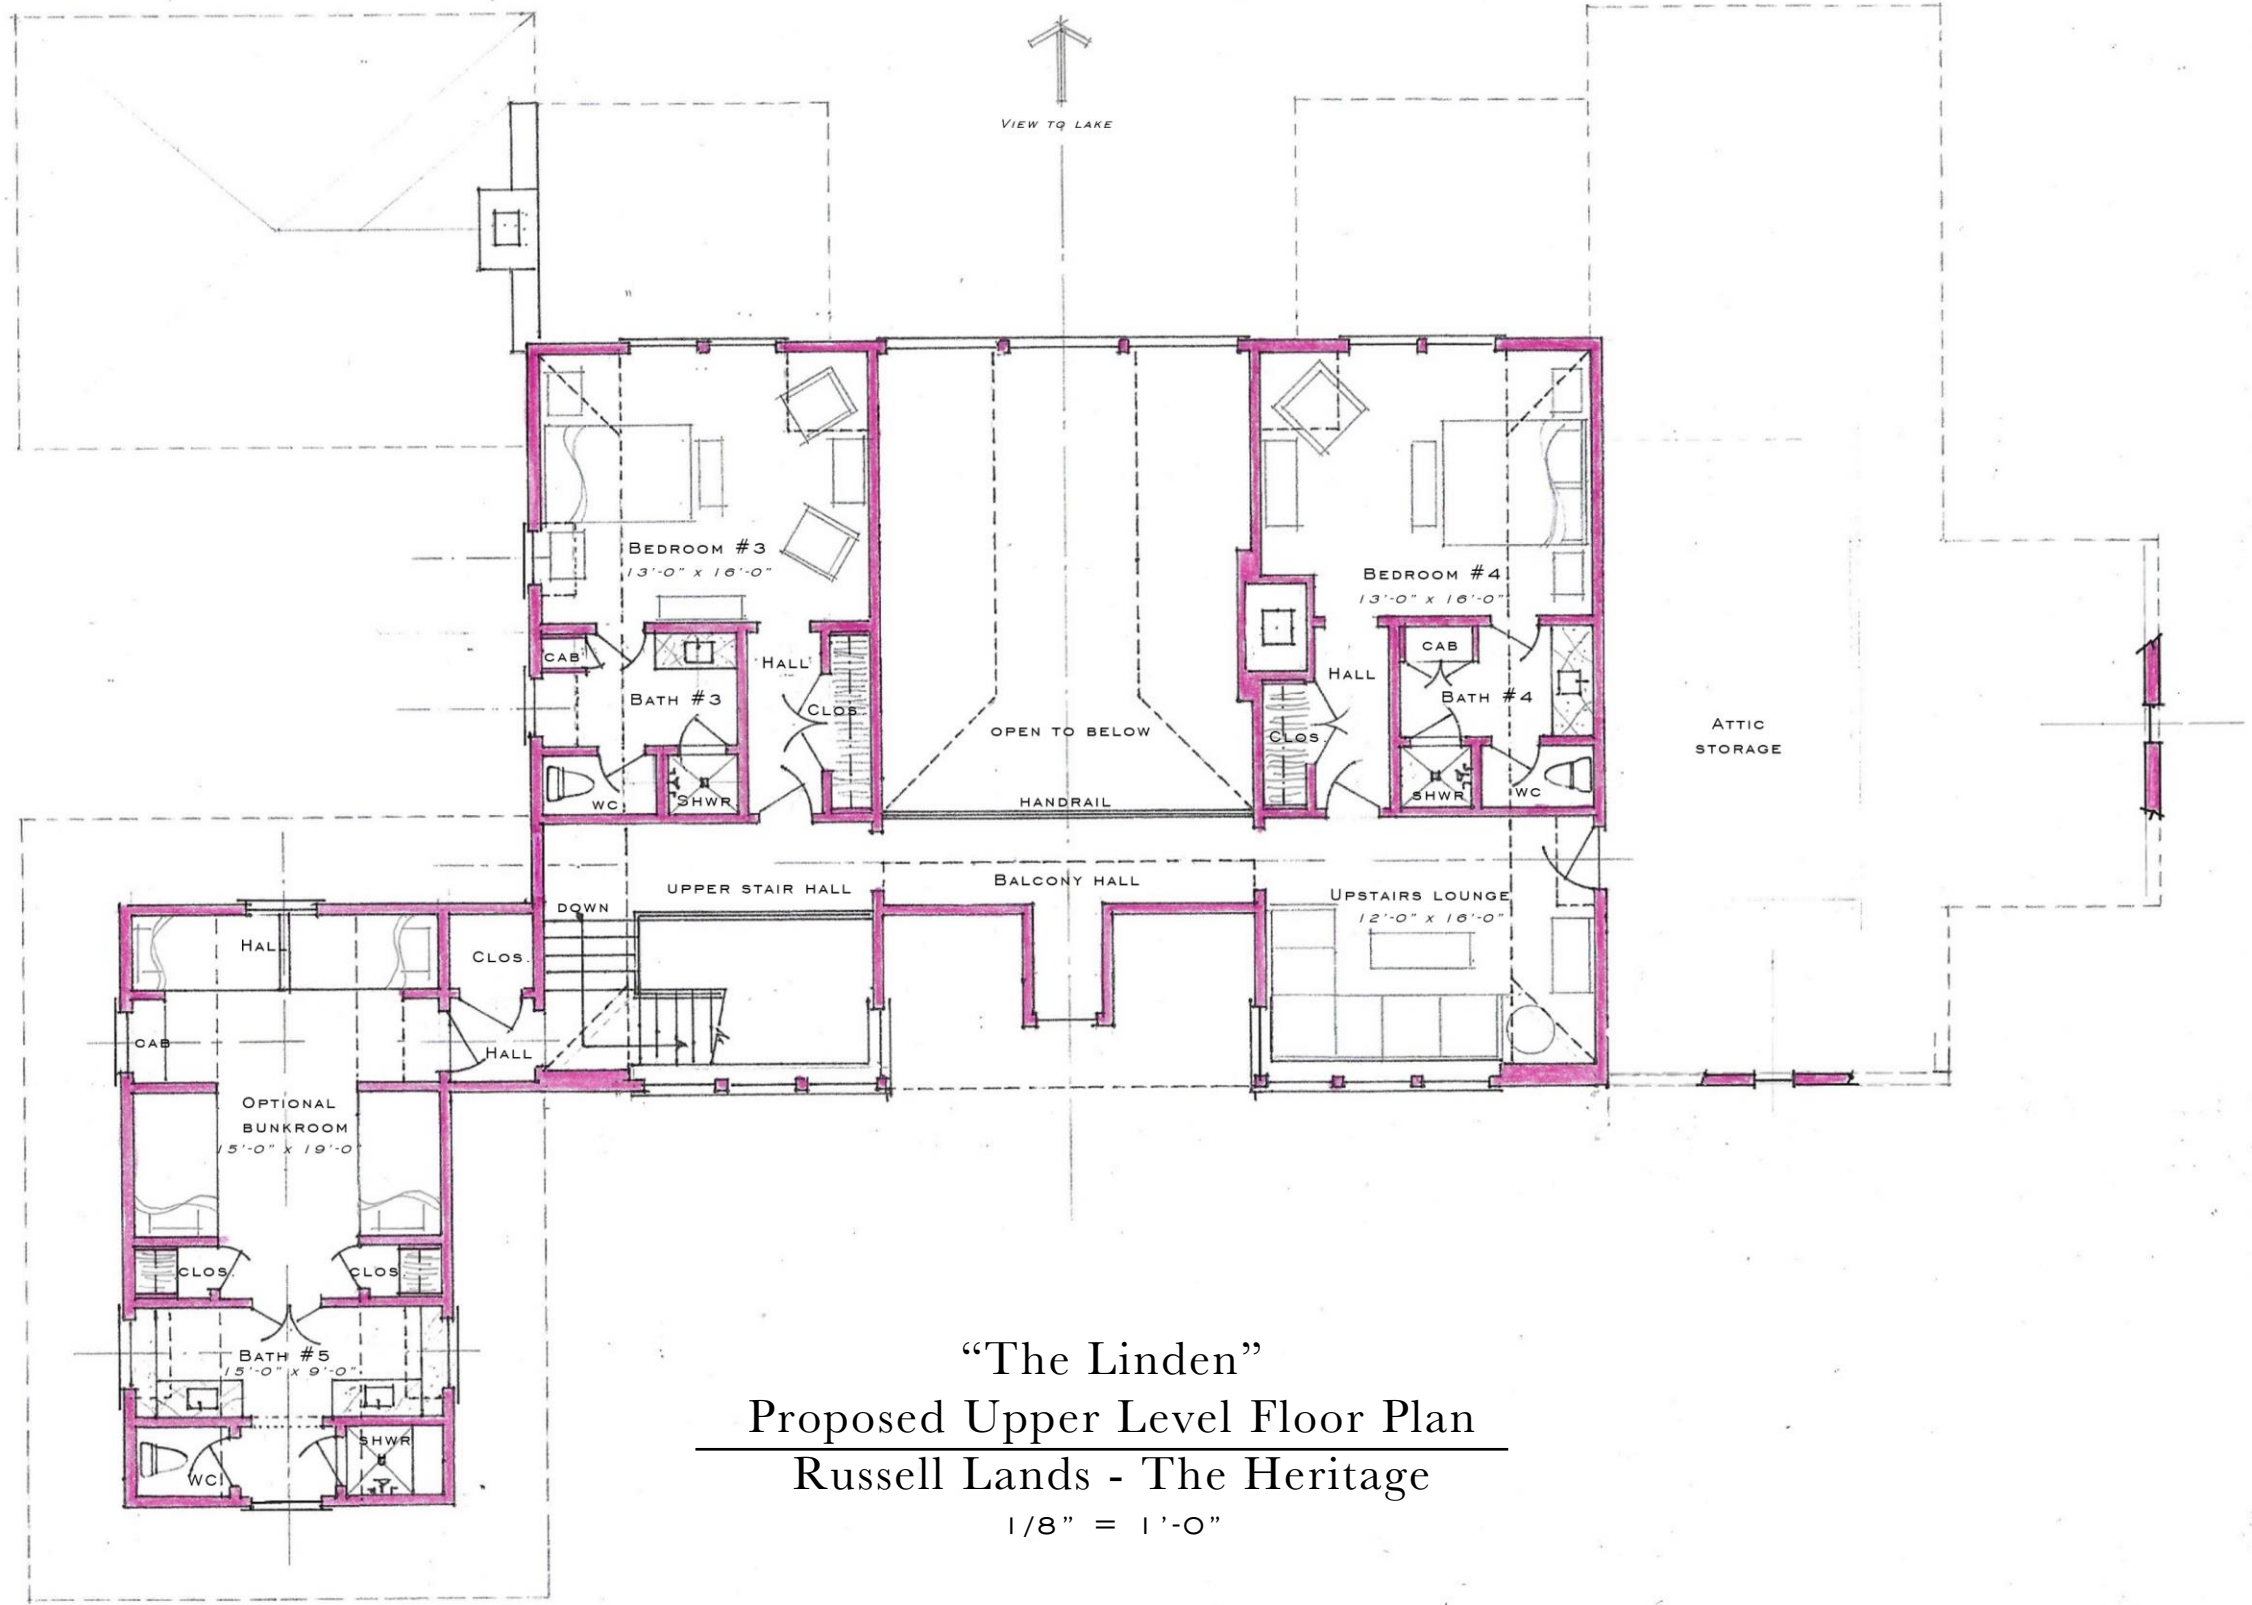 View to lake
Bedroom #3
13'-0" x 16'-0"
Bedroom #4
13'-0" x 16'-0"
CAB
Hall
Bath #3
Clos.
WC
SHWR
OPEN TO BELOW
HANDRAIL
CAB
Hall
Bath #4
Clos.
SHWR
WC
Attic
storage
upper stair hall
Balcony hall
Upstairs lounge
12'-0" x 16'-0"
DOWN
Hall
Clos.
CAB
Hall
Optional
bunkroom
15'-0" x 19'-0
CLOS.
CLOS
Bath #5
15'-0" x 9'-0"
SHWR
WC
“The Linden”
Proposed Upper Level Floor Plan
Russell Lands - The Heritage
1/8” = 1’-0”